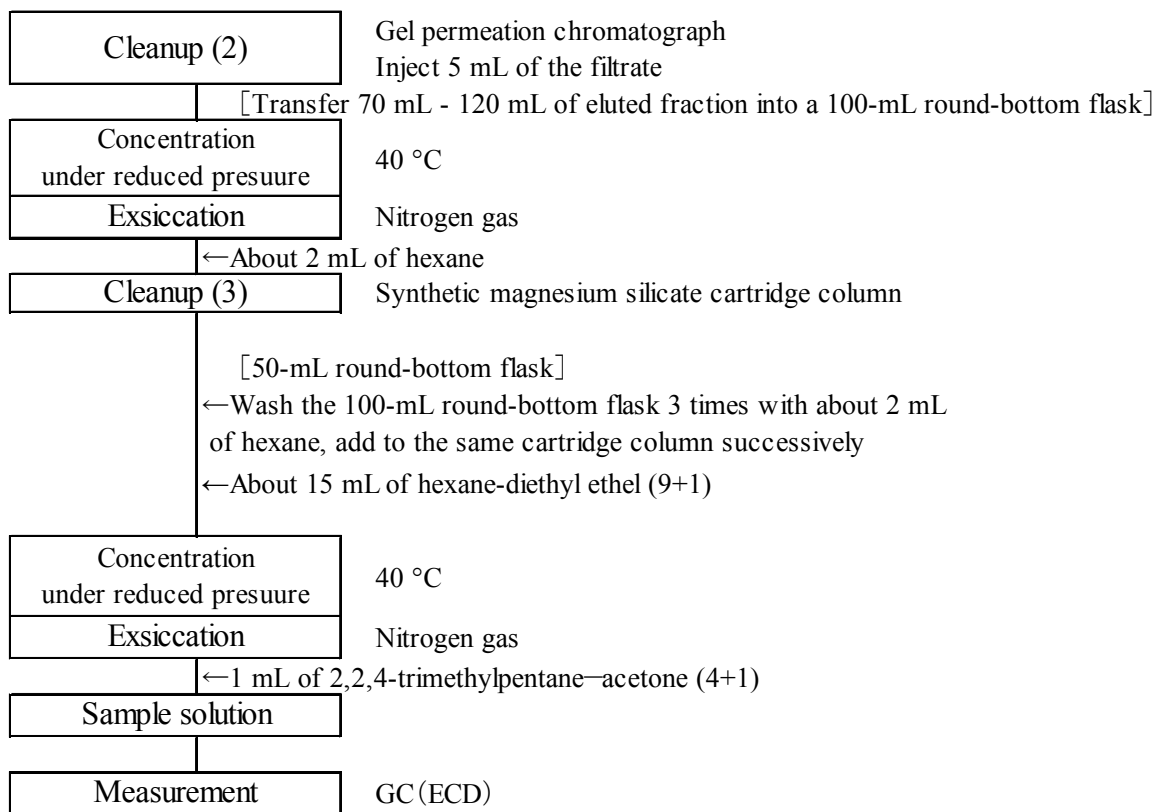 Cleanup (2)
Gel permeation chromatograph
Inject 5 mL of the filtrate
[Transfer 70 mL - 120 mL of eluted fraction into a 100-mL round-bottom flask]
Concentration
under reduced presuure
40 °C
Exsiccation
Nitrogen gas
←About 2 mL of hexane
Cleanup (3)
Synthetic magnesium silicate cartridge column
[50-mL round-bottom flask]
←Wash the 100-mL round-bottom flask 3 times with about 2 mL
of hexane, add to the same cartridge column successively
←About 15 mL of hexane-diethyl ethel (9+1)
Concentration
under reduced presuure
40 °C
Exsiccation
Nitrogen gas
←1 mL of 2,2,4-trimethylpentane—acetone (4+1)
Sample solution
Measurement
GC(ECD)